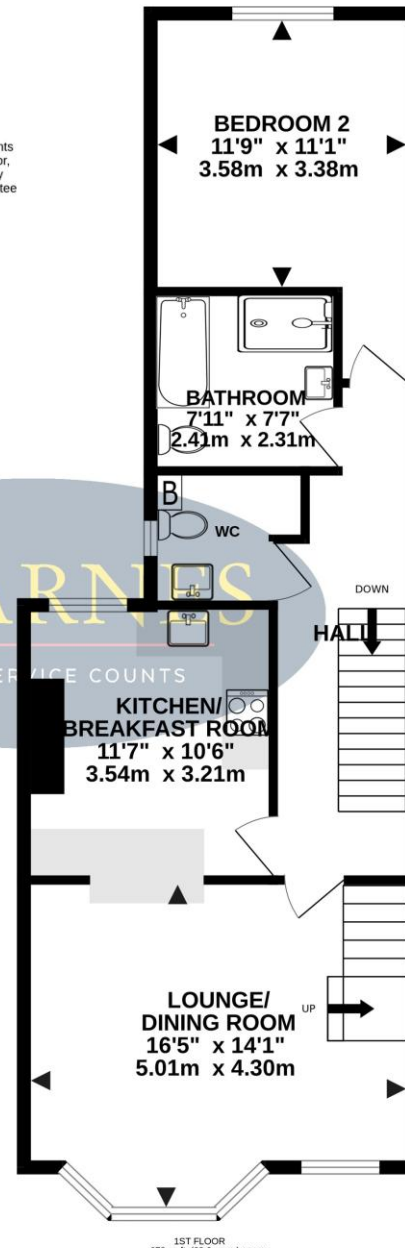 BEDROOM 2
11'9" x 11'1"
3.58m x 3.38m
BATHROOM
7'11" x 7'7"
2.41m x 2.31m
B
WC
DOWN
HALL
SERVICE COUNTS
KITCHEN/
BREAKFAST ROOM
11'7" x 10'6"
3.54m x 3.21m
LOUNGE/
DINING ROOM
16'5" x 14'1"
5.01m x 4.30m
UP
1ST FLOOR